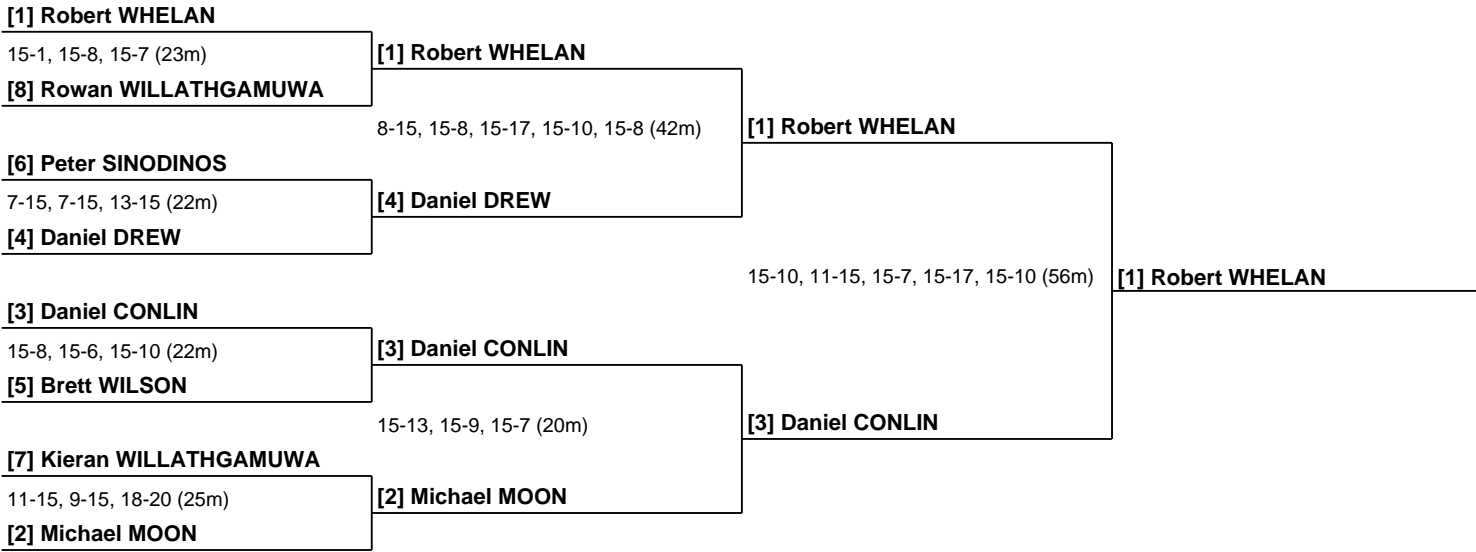 [1] Robert WHELAN
15-1, 15-8, 15-7 (23m)
[8] Rowan WILLATHGAMUWA
[6] Peter SINODINOS
7-15, 7-15, 13-15 (22m)
[4] Daniel DREW
[3] Daniel CONLIN
15-8, 15-6, 15-10 (22m)
[5] Brett WILSON
[7] Kieran WILLATHGAMUWA
11-15, 9-15, 18-20 (25m)
[2] Michael MOON
[1] Robert WHELAN
8-15, 15-8, 15-17, 15-10, 15-8 (42m)
[4] Daniel DREW
[3] Daniel CONLIN
15-13, 15-9, 15-7 (20m)
[2] Michael MOON
[1] Robert WHELAN
15-10, 11-15, 15-7, 15-17, 15-10 (56m)
[3] Daniel CONLIN
[1] Robert WHELAN